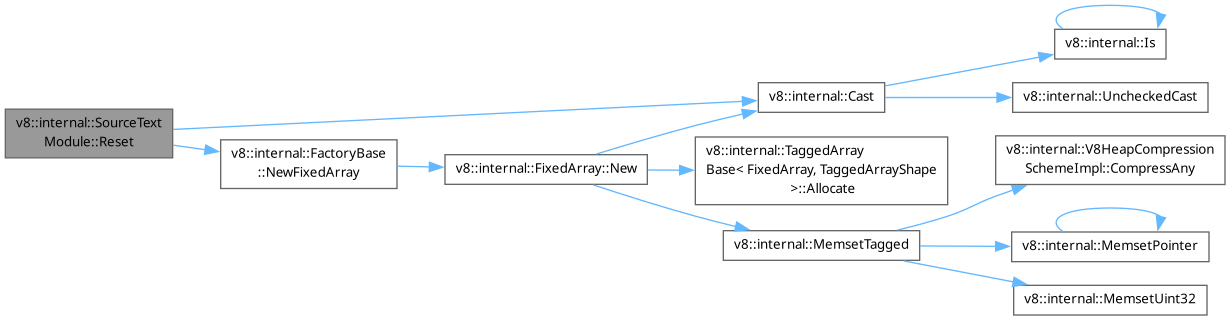 v8::internal::SourceText
Module::Reset
v8::internal::FactoryBase
::NewFixedArray
v8::internal::FixedArray::New
v8::internal::Cast
v8::internal::Is
v8::internal::UncheckedCast
v8::internal::TaggedArray
Base< FixedArray, TaggedArrayShape
>::Allocate
v8::internal::MemsetTagged
v8::internal::V8HeapCompression
SchemeImpl::CompressAny
v8::internal::MemsetPointer
v8::internal::MemsetUint32